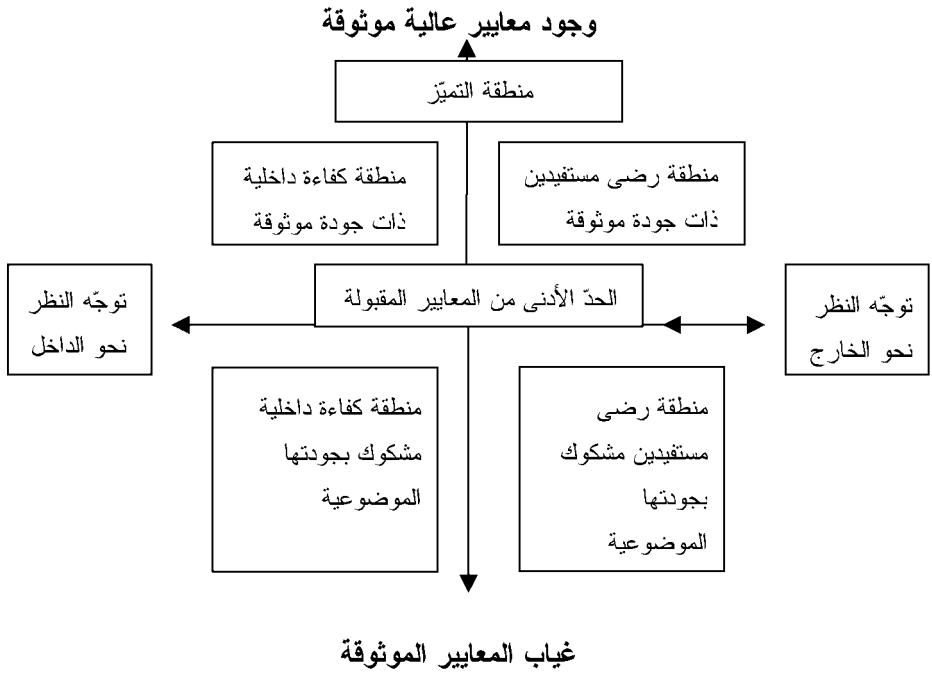 وجود معايير عالية موثوقة
منطقة التميّز
منطقة رضى مستفيدين
ذات جودة موثوقة
منطقة كفاءة داخلية
ذات جودة موثوقة
توجّه النظر
نحو الخارج
الحدّ الأدنى من المعايير المقبولة
توجّه النظر
نحو الداخل
منطقة رضى
مستفيدين مشكوك
بجودتها
الموضوعية
منطقة كفاءة داخلية
مشكوك بجودتها
الموضوعية
غياب المعايير الموثوقة